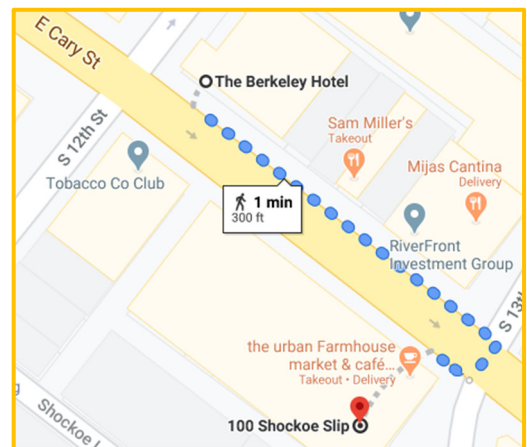 E Cary St
The Berkeley Hotel
S 12th St
Sam Miller's
Takeout
Mijas Cantina
Delivery
Tobacco Co Club
1 min
300 ft
RiverFront
Investment Group
S 13th
the urban Farmhouse
market & café...
Takeout • Delivery
100 Shockoe Slip
Shockoe